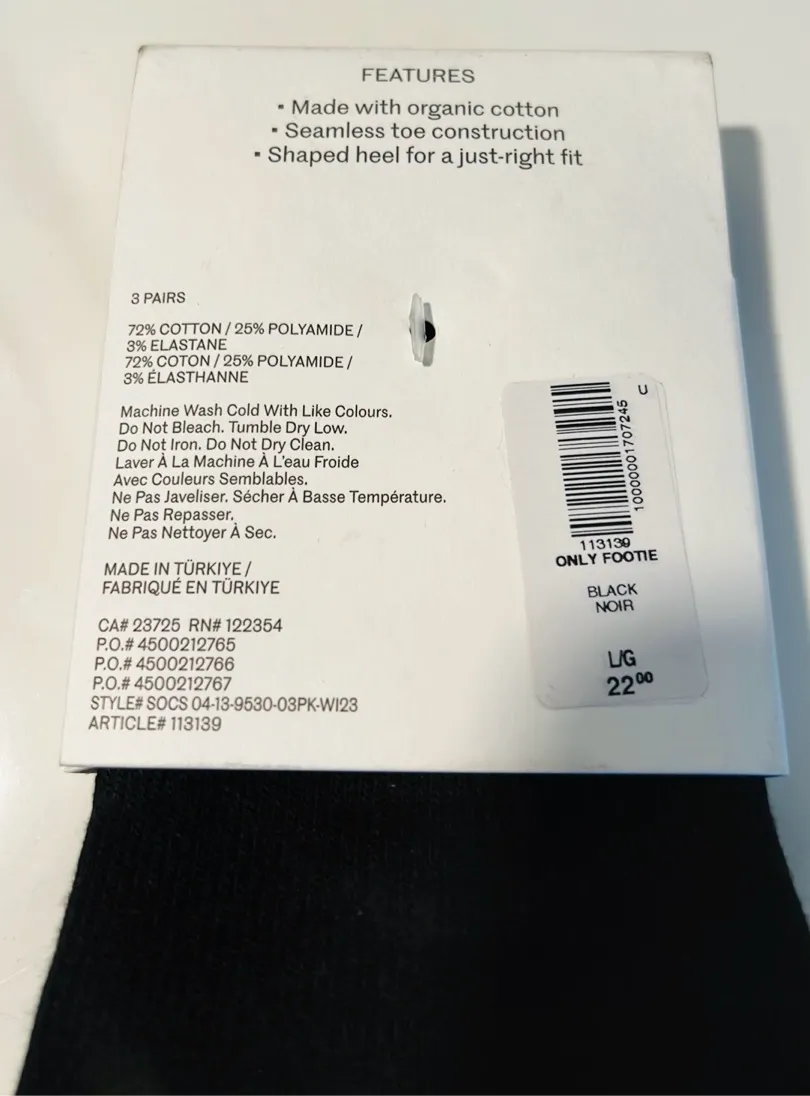 FEATURES
▪ Made with organic cotton
▪ Seamless toe construction
▪ Shaped heel for a just-right fit
3 PAIRS
72% COTTON / 25% POLYAMIDE /
3% ELASTANE
72% COTON / 25% POLYAMIDE /
3% ÉLASTHANNE
Machine Wash Cold With Like Colours.
Do Not Bleach. Tumble Dry Low.
Do Not Iron. Do Not Dry Clean.
Laver À La Machine À L'eau Froide
Avec Couleurs Semblables.
Ne Pas Javeliser. Sécher À Basse Température.
Ne Pas Repasser.
Ne Pas Nettoyer À Sec.
MADE IN TÜRKIYE /
FABRIQUÉ EN TÜRKIYE
CA# 23725 RN# 122354
P.O.# 4500212765
P.O.# 4500212766
P.O.# 4500212767
STYLE# SOCS 04-13-9530-03PK-WI23
ARTICLE# 113139
U
10000001707245
113139
ONLY FOOTIE
BLACK
NOIR
L/G
22⁰⁰